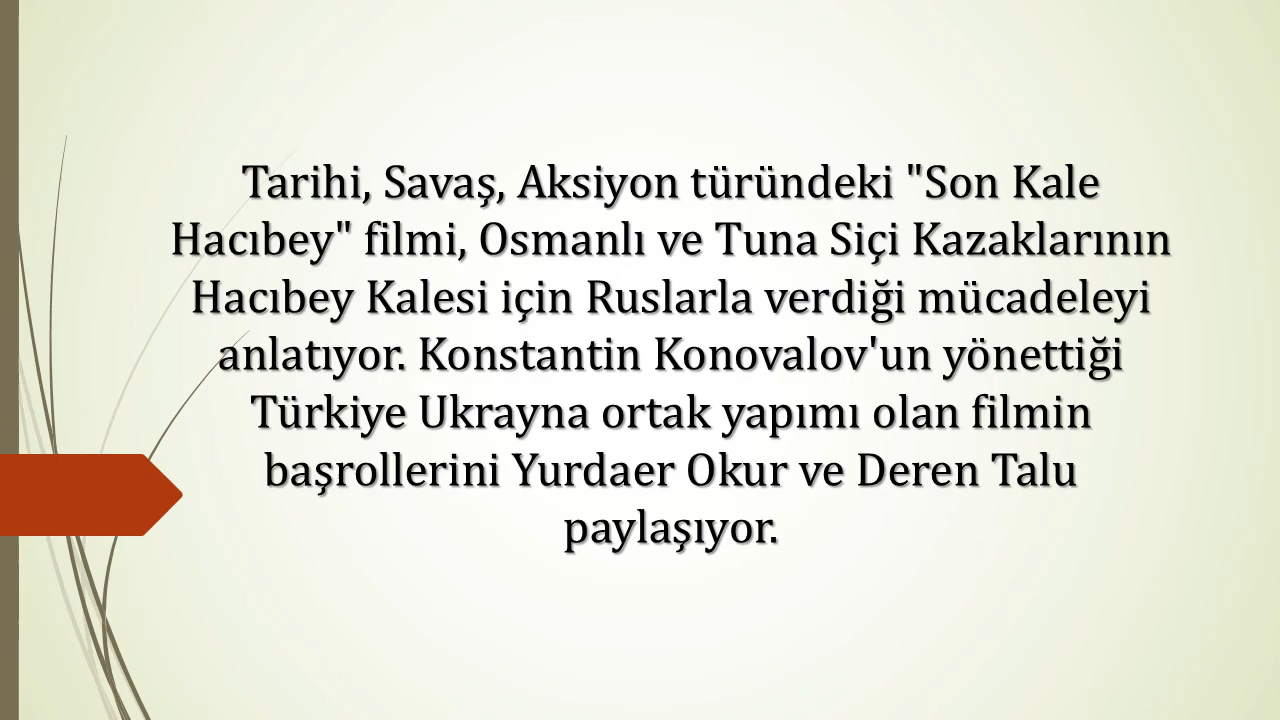 Tarihi, Savaş, Aksiyon türündeki "Son Kale
Hacıbey" filmi, Osmanlı ve Tuna Siçi Kazaklarının
Hacıbey Kalesi için Ruslarla verdiği mücadeleyi
anlatıyor. Konstantin Konovalov'un yönettiği
Türkiye Ukrayna ortak yapımı olan filmin
başrollerini Yurdaer Okur ve Deren Talu
paylaşıyor.